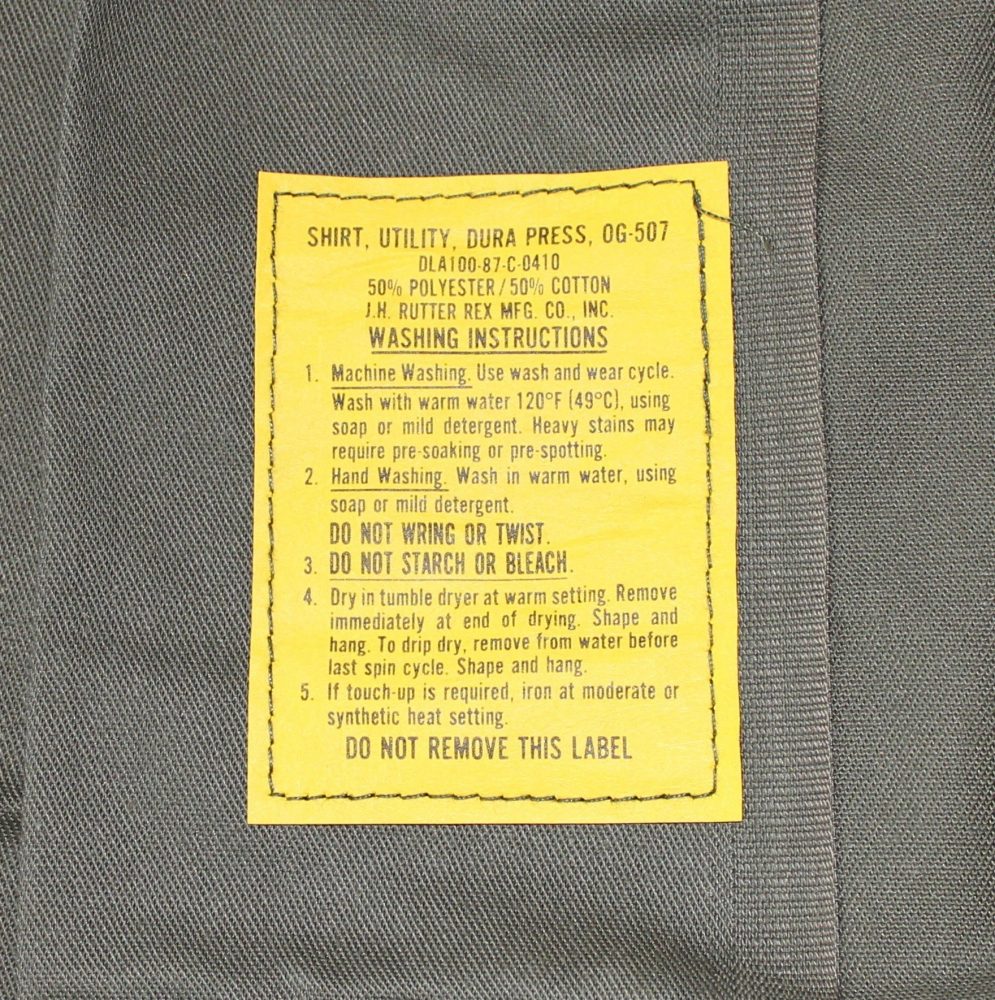 SHIRT, UTILITY, DURA PRESS, OG-507
DLA100-87-C-0410
50% POLYESTER/50% COTTON
J.H. RUTTER REX MFG. CO., INC.
WASHING INSTRUCTIONS
1. Machine Washing. Use wash and wear cycle.
Wash with warm water 120°F (49°C), using
soap or mild detergent. Heavy stains may
require pre-soaking or pre-spotting.
2. Hand Washing. Wash in warm water, using
soap or mild detergent.
DO NOT WRING OR TWIST.
3. DO NOT STARCH OR BLEACH.
4. Dry in tumble dryer at warm setting. Remove
immediately at end of drying. Shape and
hang. To drip dry, remove from water before
last spin cycle. Shape and hang.
5. If touch-up is required, iron at moderate or
synthetic heat setting.
DO NOT REMOVE THIS LABEL